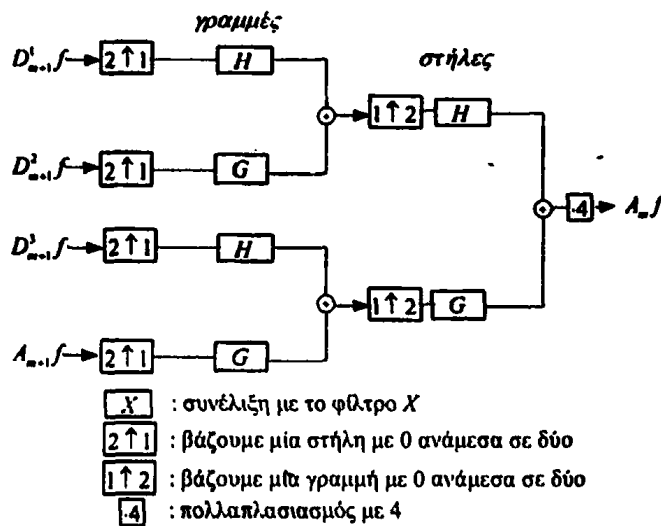 γραμμές
στήλες
D¹ₘ₊₁f 2↑1 H
1↑2 H
D²ₘ₊₁f 2↑1 G
·4 Aₘf
D³ₘ₊₁f 2↑1 H
1↑2 G
Aₘ₊₁f 2↑1 G
X : συνέλιξη με το φίλτρο X
2↑1 : βάζουμε μία στήλη με 0 ανάμεσα σε δύο
1↑2 : βάζουμε μία γραμμή με 0 ανάμεσα σε δύο
·4 : πολλαπλασιασμός με 4